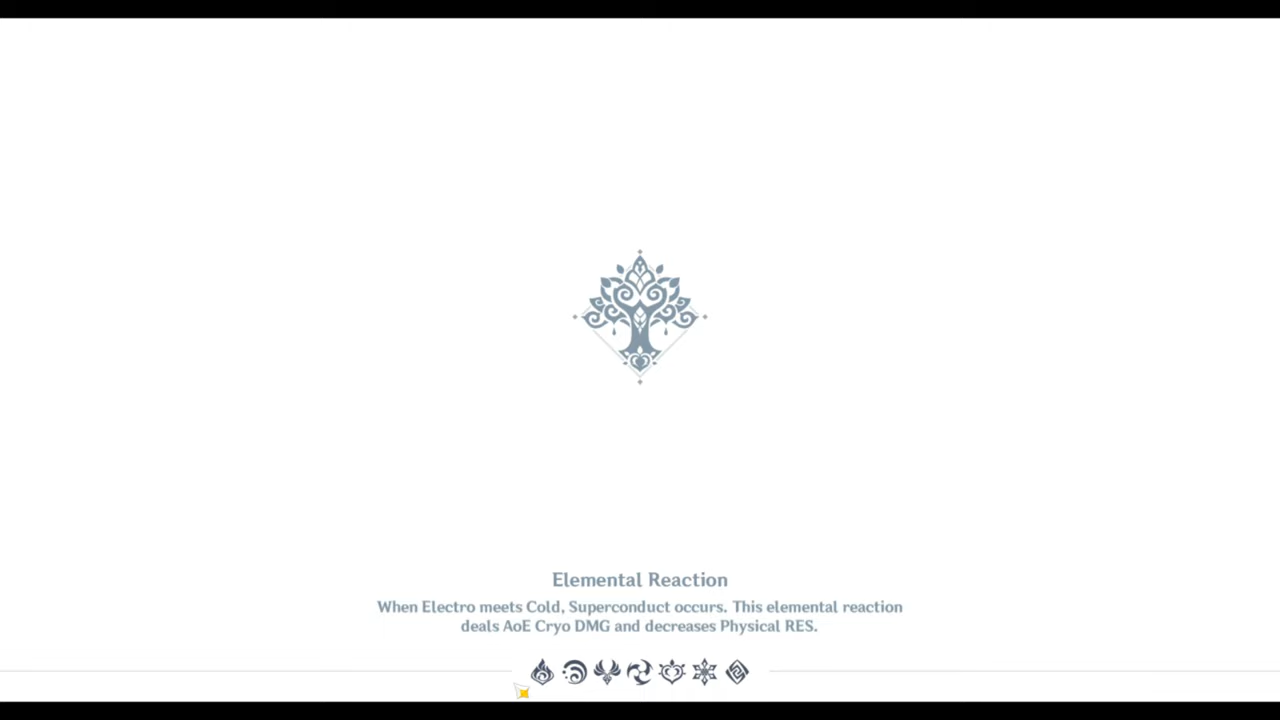 Elemental Reaction
When Electro meets Cold, Superconduct occurs. This elemental reaction
deals AoE Cryo DMG and decreases Physical RES.